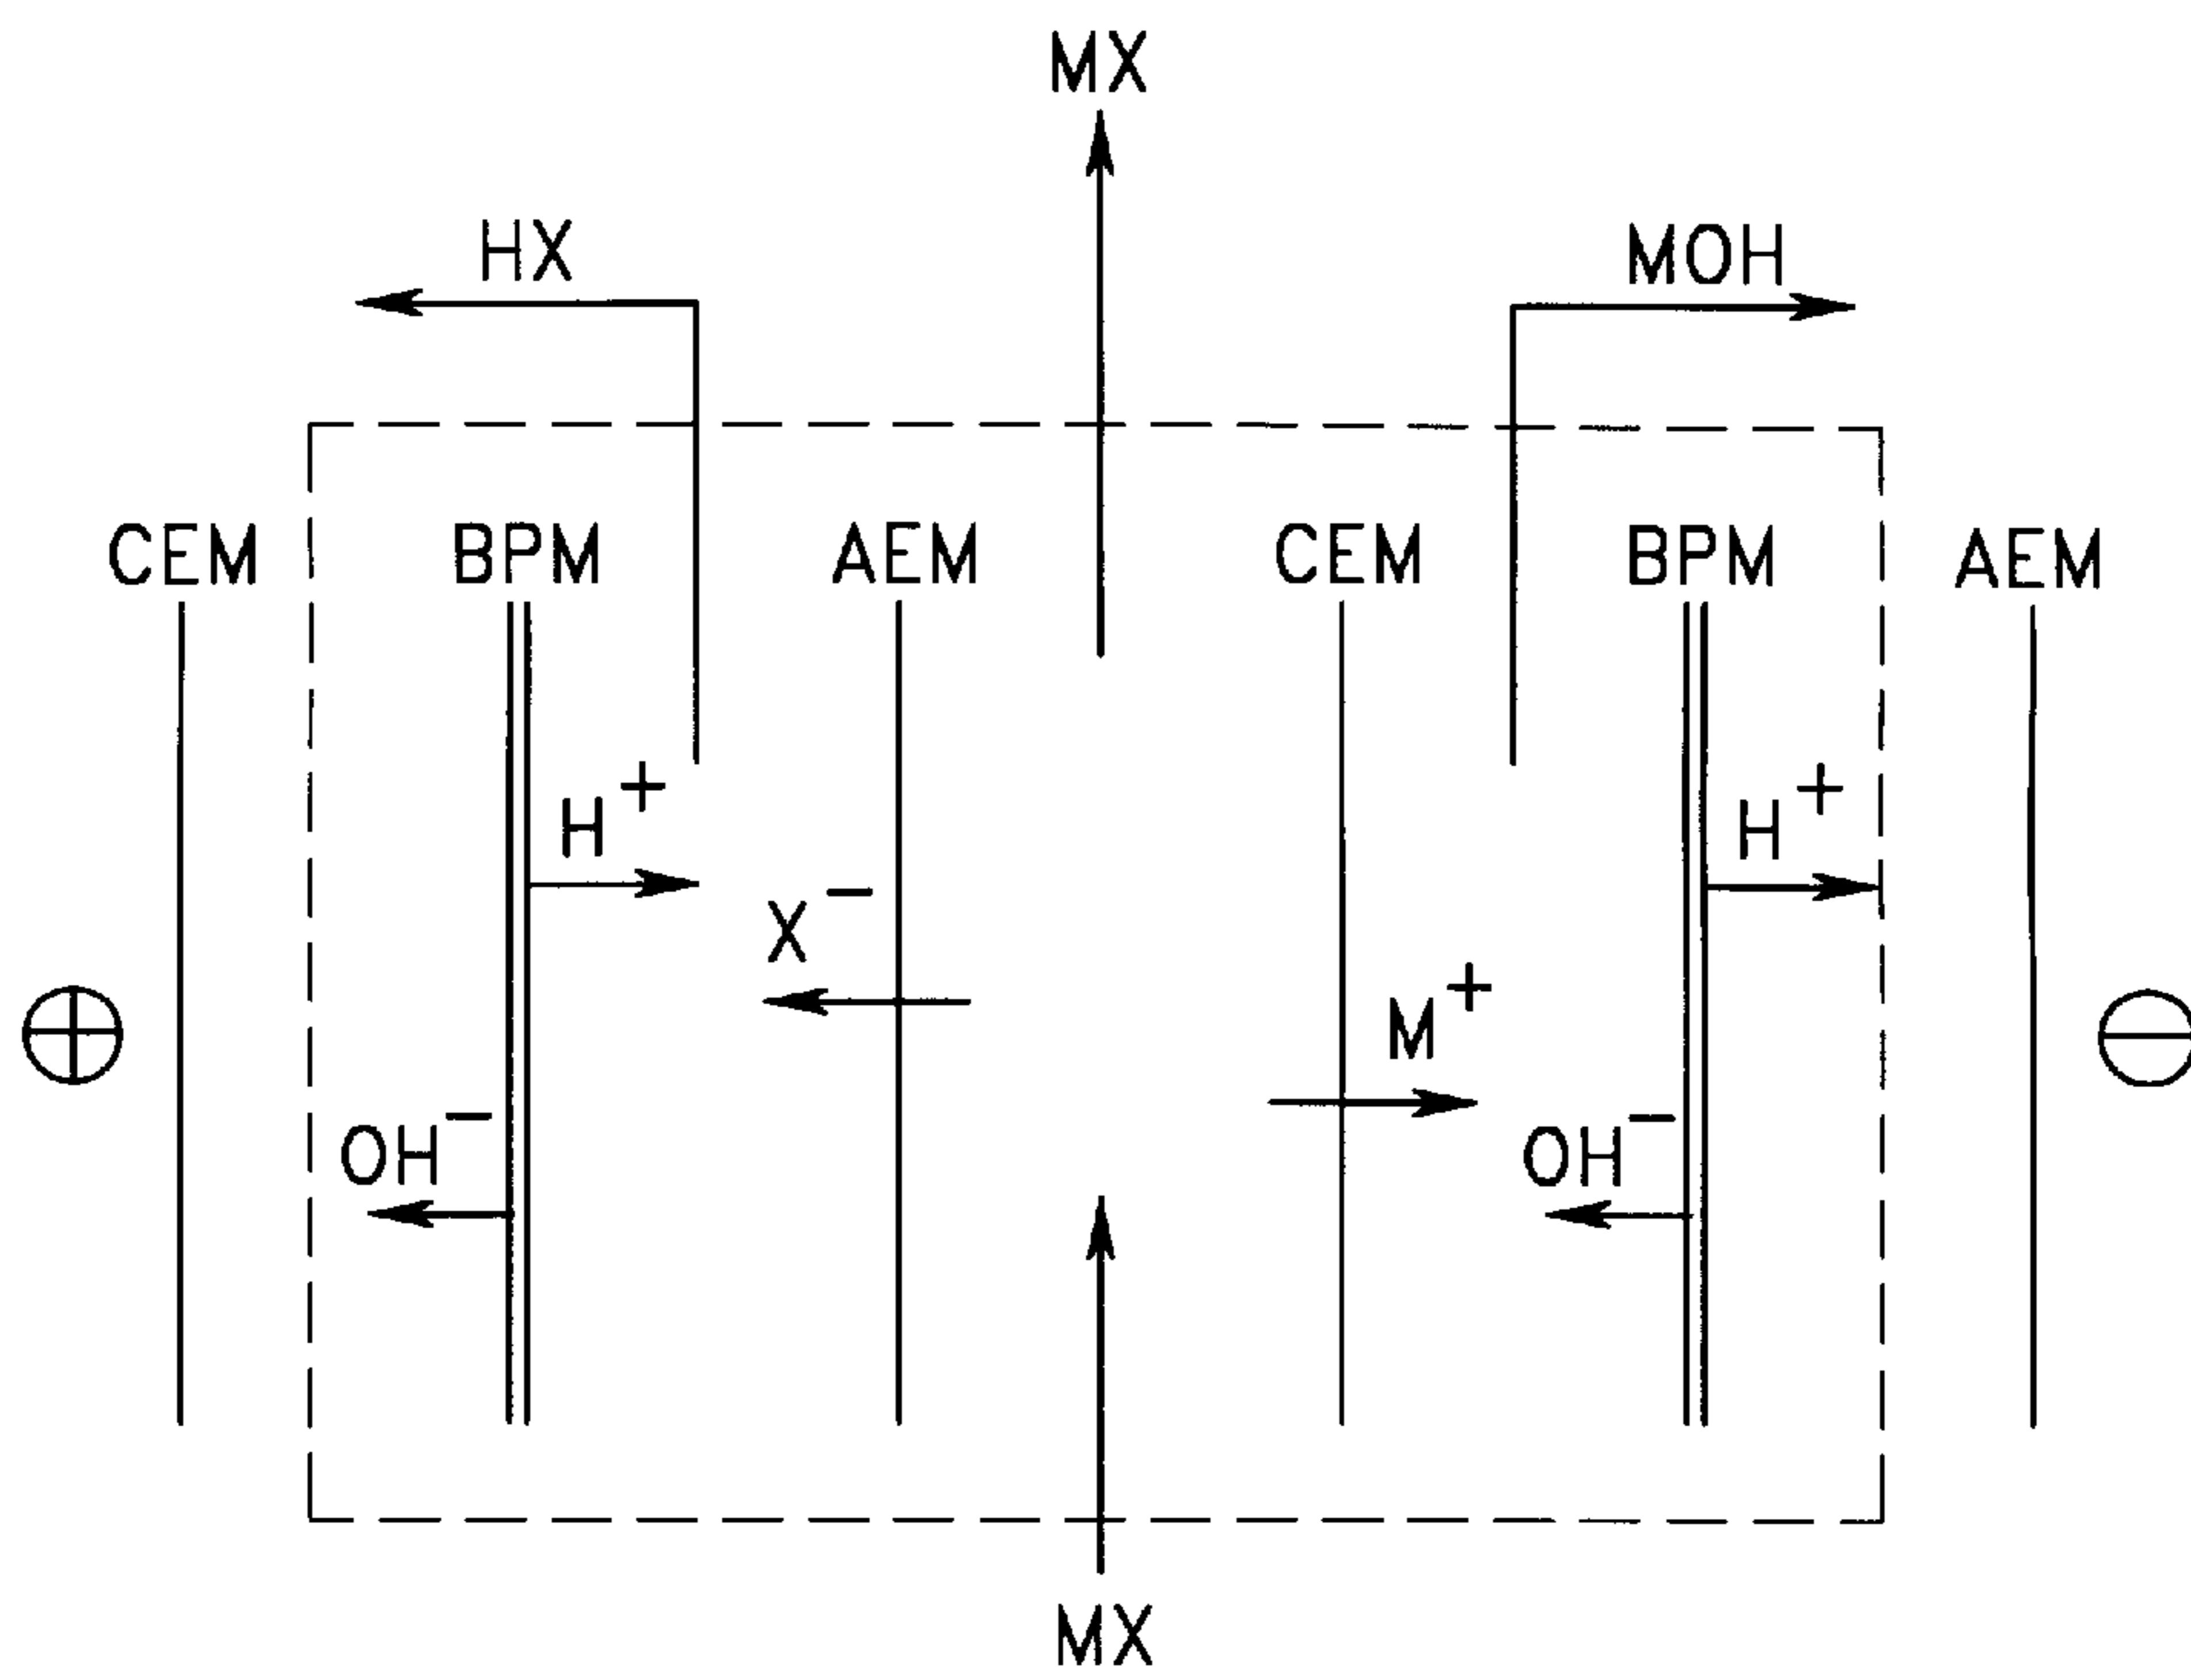 MX
HX MOH
CEM BPM AEM CEM BPM AEM
H+ H+
X−
M+
⊕ ⊖
OH− OH−
MX